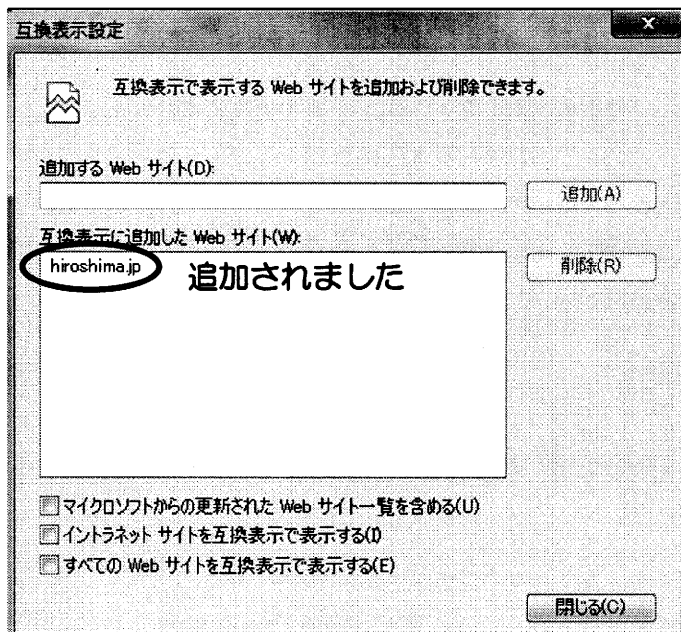 互換表示設定
互換表示で表示する Web サイトを追加および削除できます。
追加する Web サイト(D):
追加(A)
互換表示に追加した Web サイト(W):
hiroshima.jp 追加されました
削除(R)
マイクロソフトからの更新された Web サイト一覧を含める(U)
イントラネット サイトを互換表示で表示する(I)
すべての Web サイトを互換表示で表示する(E)
閉じる(C)